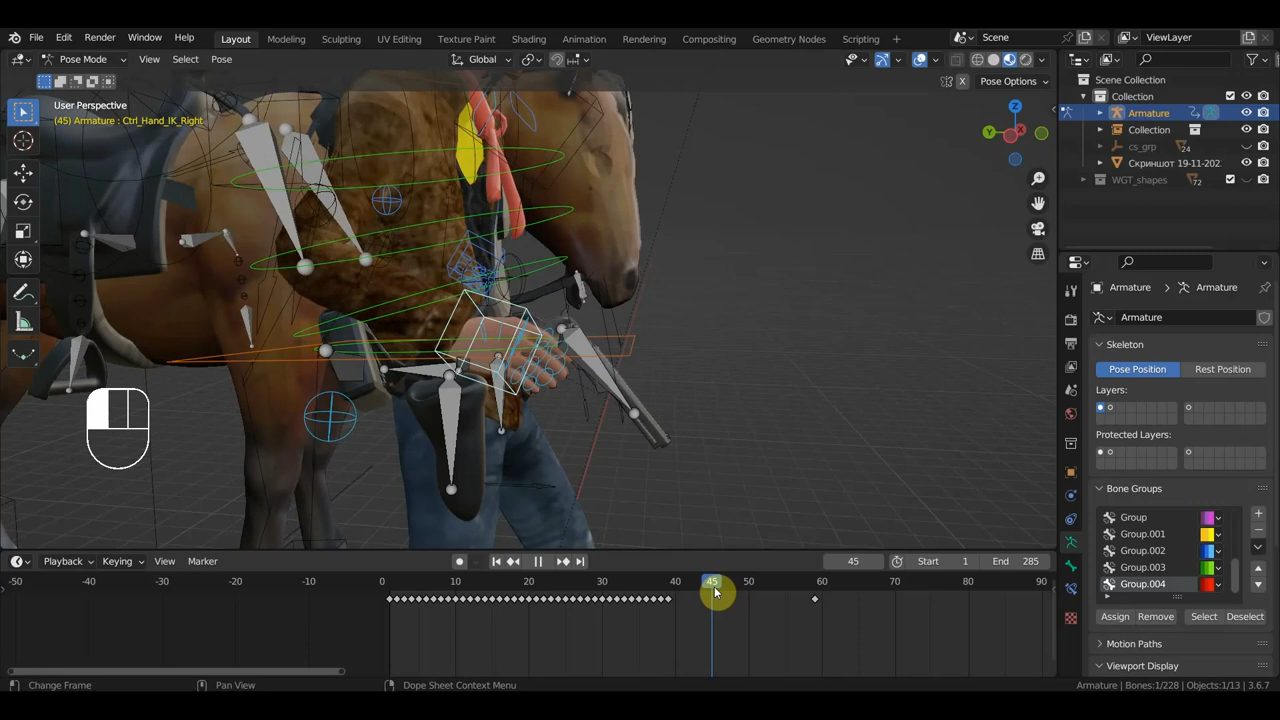 File Edit Render Window Help
Layout Modeling Sculpting UV Editing Texture Paint Shading Animation Rendering Compositing Geometry Nodes Scripting +
Scene ViewLayer
Pose Mode View Select Pose Global
X Pose Options
User Perspective
(45) Armature : Ctrl_Hand_IK_Right
Z
Y X
Scene Collection
Collection
Armature
Collection
cs_grp 24
Скриншот 19-11-202
WGT_shapes 72
Armature > Armature
Armature
Skeleton
Pose Position Rest Position
Layers:
Protected Layers:
Bone Groups
Group
Group.001
Group.002
Group.003
Group.004
Assign Remove Select Deselect
Motion Paths
Viewport Display
Playback Keying View Marker 45 Start 1 End 285
-50 -40 -30 -20 -10 0 10 20 30 40 45 50 60 70 80 90
Change Frame Pan View Dope Sheet Context Menu Armature | Bones:1/228 | Objects:1/13 | 3.6.7